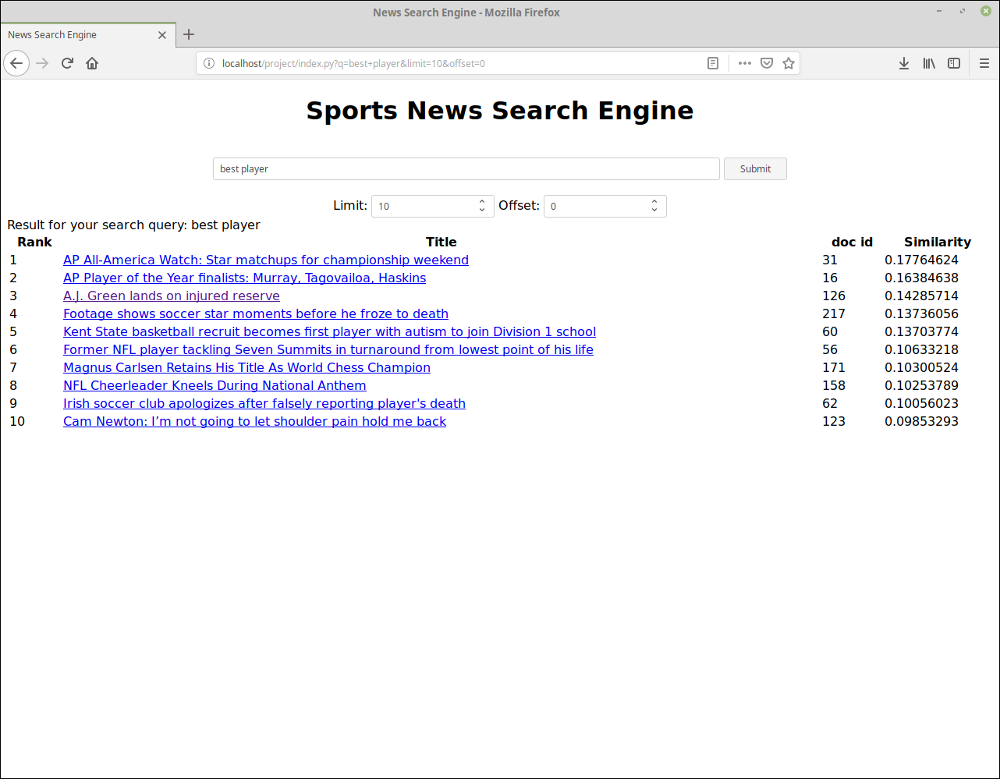 News Search Engine - Mozilla Firefox
News Search Engine
localhost/project/index.py?q=best+player&limit=10&offset=0
Sports News Search Engine
best player Submit
Limit: 10 Offset: 0
Result for your search query: best player
Rank Title doc id Similarity
1 AP All-America Watch: Star matchups for championship weekend 31 0.17764624
2 AP Player of the Year finalists: Murray, Tagovailoa, Haskins 16 0.16384638
3 A.J. Green lands on injured reserve 126 0.14285714
4 Footage shows soccer star moments before he froze to death 217 0.13736056
5 Kent State basketball recruit becomes first player with autism to join Division 1 school 60 0.13703774
6 Former NFL player tackling Seven Summits in turnaround from lowest point of his life 56 0.10633218
7 Magnus Carlsen Retains His Title As World Chess Champion 171 0.10300524
8 NFL Cheerleader Kneels During National Anthem 158 0.10253789
9 Irish soccer club apologizes after falsely reporting player's death 62 0.10056023
10 Cam Newton: I’m not going to let shoulder pain hold me back 123 0.09853293